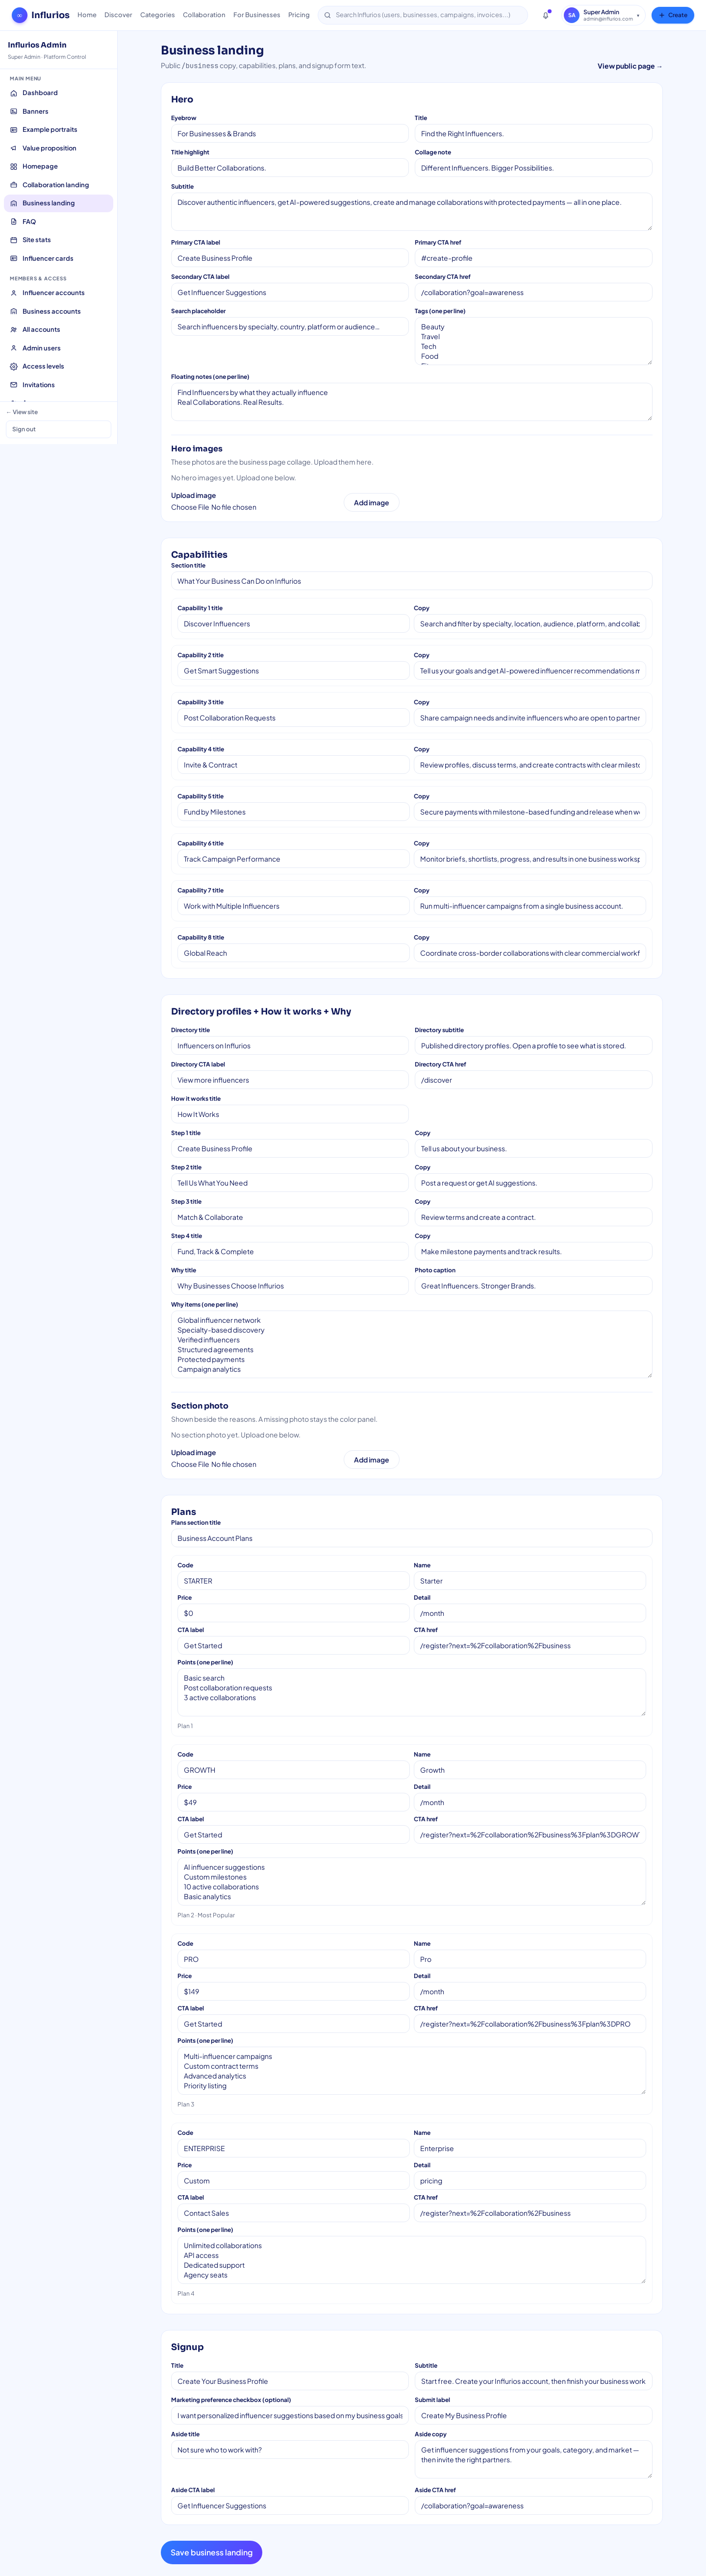 Influrios
Home
Discover
Categories
Collaboration
For Businesses
Pricing
Search Influrios (users, businesses, campaigns, invoices...)
SA
Super Admin
admin@influrios.com
+ Create
Influrios Admin
Super Admin · Platform Control
MAIN MENU
Dashboard
Banners
Example portraits
Value proposition
Homepage
Collaboration landing
Business landing
FAQ
Site stats
Influencer cards
MEMBERS & ACCESS
Influencer accounts
Business accounts
All accounts
Admin users
Access levels
Invitations
← View site
Sign out
Business landing
Public /business copy, capabilities, plans, and signup form text.
View public page →
Hero
Eyebrow
For Businesses & Brands
Title
Find the Right Influencers.
Title highlight
Build Better Collaborations.
Collage note
Different Influencers. Bigger Possibilities.
Subtitle
Discover authentic influencers, get AI-powered suggestions, create and manage collaborations with protected payments — all in one place.
Primary CTA label
Create Business Profile
Primary CTA href
#create-profile
Secondary CTA label
Get Influencer Suggestions
Secondary CTA href
/collaboration?goal=awareness
Search placeholder
Search influencers by specialty, country, platform or audience…
Tags (one per line)
Beauty
Travel
Tech
Food
Floating notes (one per line)
Find Influencers by what they actually influence
Real Collaborations. Real Results.
Hero images
These photos are the business page collage. Upload them here.
No hero images yet. Upload one below.
Upload image
Choose File No file chosen
Add image
Capabilities
Section title
What Your Business Can Do on Influrios
Capability 1 title
Discover Influencers
Copy
Search and filter by specialty, location, audience, platform, and collab
Capability 2 title
Get Smart Suggestions
Copy
Tell us your goals and get AI-powered influencer recommendations m
Capability 3 title
Post Collaboration Requests
Copy
Share campaign needs and invite influencers who are open to partner
Capability 4 title
Invite & Contract
Copy
Review profiles, discuss terms, and create contracts with clear milesto
Capability 5 title
Fund by Milestones
Copy
Secure payments with milestone-based funding and release when w
Capability 6 title
Track Campaign Performance
Copy
Monitor briefs, shortlists, progress, and results in one business worksp
Capability 7 title
Work with Multiple Influencers
Copy
Run multi-influencer campaigns from a single business account.
Capability 8 title
Global Reach
Copy
Coordinate cross-border collaborations with clear commercial workf
Directory profiles + How it works + Why
Directory title
Influencers on Influrios
Directory subtitle
Published directory profiles. Open a profile to see what is stored.
Directory CTA label
View more influencers
Directory CTA href
/discover
How it works title
How It Works
Step 1 title
Create Business Profile
Copy
Tell us about your business.
Step 2 title
Tell Us What You Need
Copy
Post a request or get AI suggestions.
Step 3 title
Match & Collaborate
Copy
Review terms and create a contract.
Step 4 title
Fund, Track & Complete
Copy
Make milestone payments and track results.
Why title
Why Businesses Choose Influrios
Photo caption
Great Influencers. Stronger Brands.
Why items (one per line)
Global influencer network
Specialty-based discovery
Verified influencers
Structured agreements
Protected payments
Campaign analytics
Section photo
Shown beside the reasons. A missing photo stays the color panel.
No section photo yet. Upload one below.
Upload image
Choose File No file chosen
Add image
Plans
Plans section title
Business Account Plans
Code
STARTER
Name
Starter
Price
$0
Detail
/month
CTA label
Get Started
CTA href
/register?next=%2Fcollaboration%2Fbusiness
Points (one per line)
Basic search
Post collaboration requests
3 active collaborations
Plan 1
Code
GROWTH
Name
Growth
Price
$49
Detail
/month
CTA label
Get Started
CTA href
/register?next=%2Fcollaboration%2Fbusiness%3Fplan%3DGROWT
Points (one per line)
AI influencer suggestions
Custom milestones
10 active collaborations
Basic analytics
Plan 2 · Most Popular
Code
PRO
Name
Pro
Price
$149
Detail
/month
CTA label
Get Started
CTA href
/register?next=%2Fcollaboration%2Fbusiness%3Fplan%3DPRO
Points (one per line)
Multi-influencer campaigns
Custom contract terms
Advanced analytics
Priority listing
Plan 3
Code
ENTERPRISE
Name
Enterprise
Price
Custom
Detail
pricing
CTA label
Contact Sales
CTA href
/register?next=%2Fcollaboration%2Fbusiness
Points (one per line)
Unlimited collaborations
API access
Dedicated support
Agency seats
Plan 4
Signup
Title
Create Your Business Profile
Subtitle
Start free. Create your Influrios account, then finish your business work
Marketing preference checkbox (optional)
I want personalized influencer suggestions based on my business goals
Submit label
Create My Business Profile
Aside title
Not sure who to work with?
Aside copy
Get influencer suggestions from your goals, category, and market —
then invite the right partners.
Aside CTA label
Get Influencer Suggestions
Aside CTA href
/collaboration?goal=awareness
Save business landing